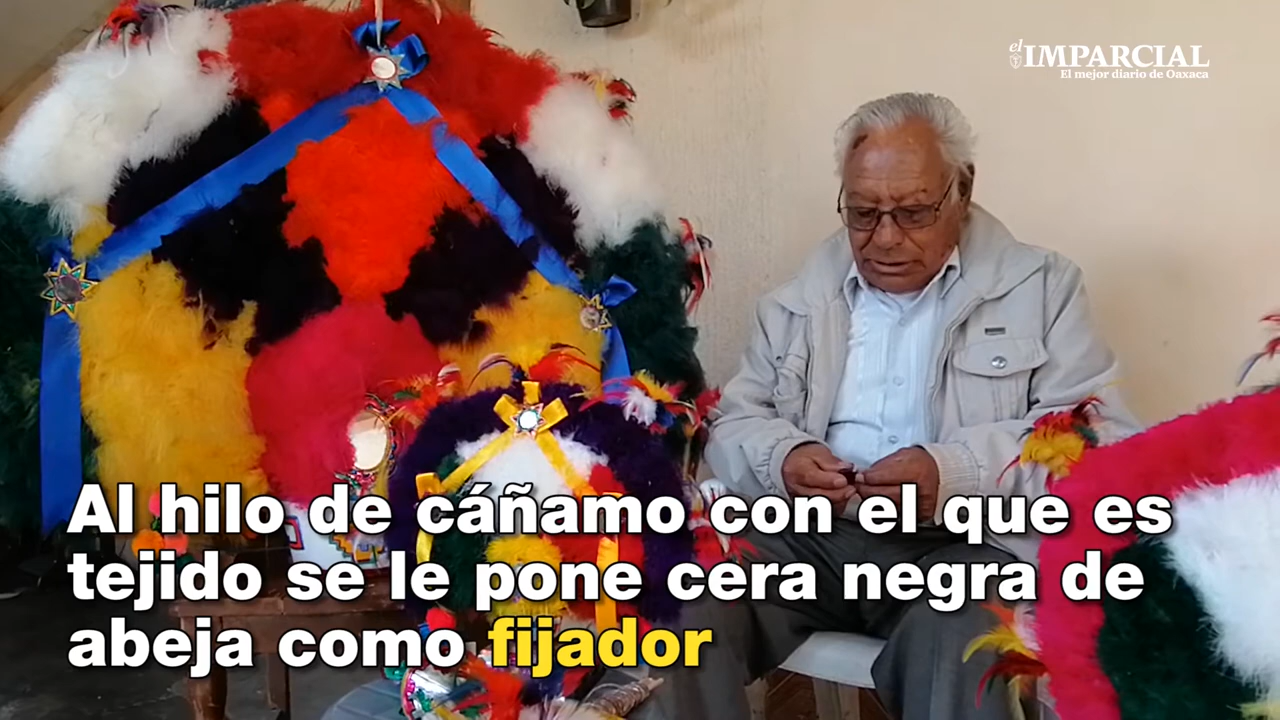 el IMPARCIAL
El mejor diario de Oaxaca
Al hilo de cáñamo con el que es
tejido se le pone cera negra de
abeja como fijador